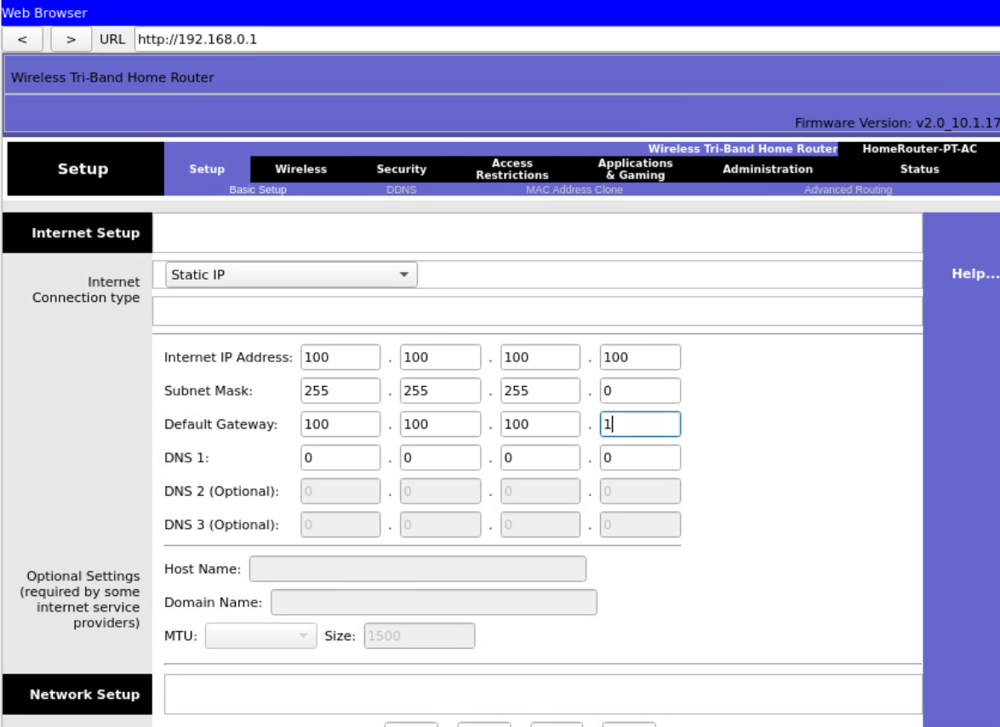 Web Browser
< > URL http://192.168.0.1
Wireless Tri-Band Home Router
Firmware Version: v2.0_10.1.17
Wireless Tri-Band Home Router HomeRouter-PT-AC
Setup Setup Wireless Security Access Restrictions Applications & Gaming Administration Status
Basic Setup DDNS MAC Address Clone Advanced Routing
Internet Setup
Internet
Connection type
Static IP
Help...
Internet IP Address: 100 . 100 . 100 . 100
Subnet Mask: 255 . 255 . 255 . 0
Default Gateway: 100 . 100 . 100 . 1
DNS 1: 0 . 0 . 0 . 0
DNS 2 (Optional): 0 . 0 . 0 . 0
DNS 3 (Optional): 0 . 0 . 0 . 0
Optional Settings
(required by some
internet service
providers)
Host Name:
Domain Name:
MTU: Size: 1500
Network Setup